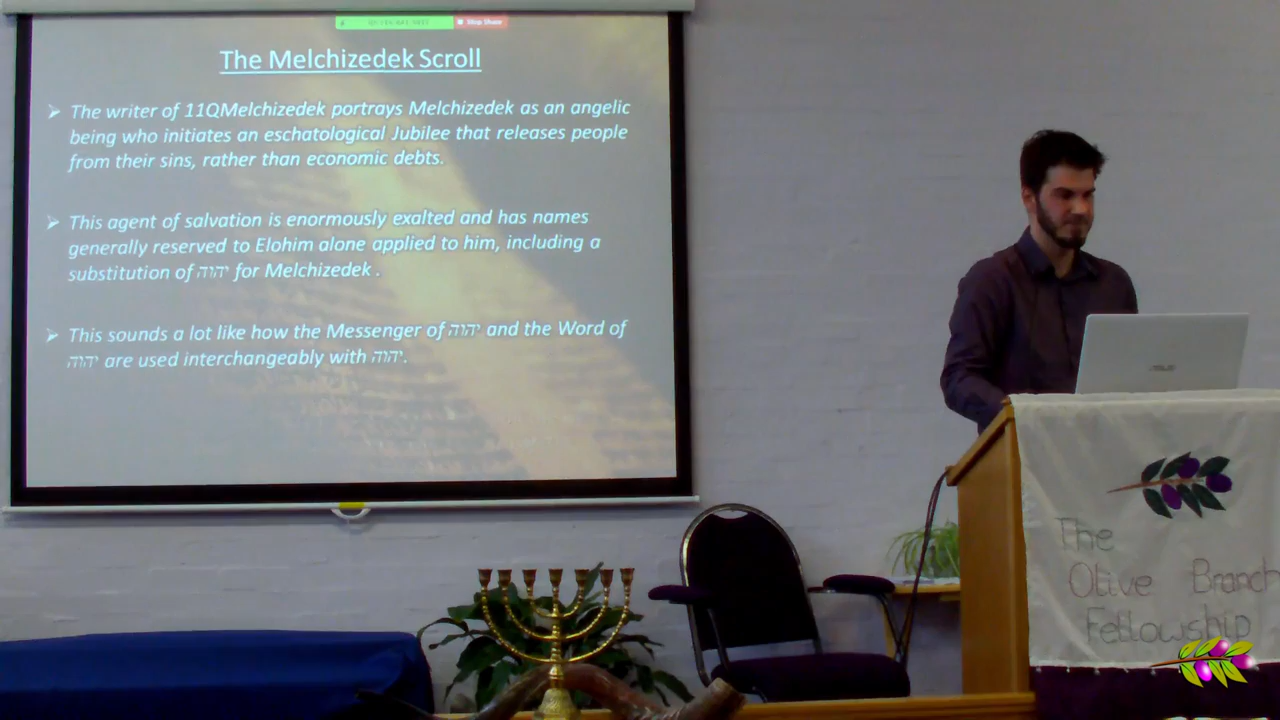 Stop Share
The Melchizedek Scroll
➢ The writer of 11QMelchizedek portrays Melchizedek as an angelic
being who initiates an eschatological Jubilee that releases people
from their sins, rather than economic debts.
➢ This agent of salvation is enormously exalted and has names
generally reserved to Elohim alone applied to him, including a
substitution of יהוה for Melchizedek .
➢ This sounds a lot like how the Messenger of יהוה and the Word of
יהוה are used interchangeably with יהוה.
ASUS
The
Olive Branch
Fellowship